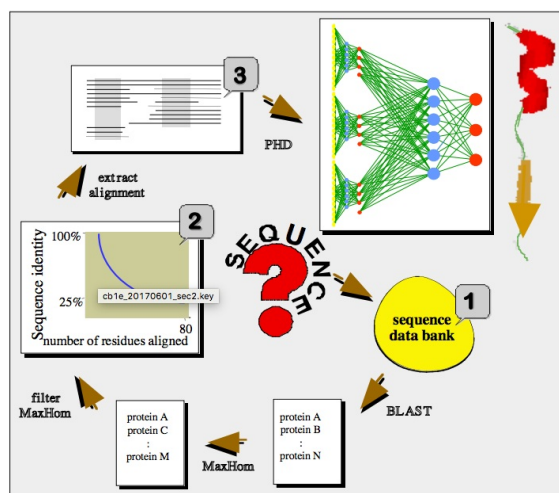 3
PHD
extract
alignment
2
100%
Sequence identity
25%
cb1e_20170601_sec2.key
80
number of residues aligned
SEQUENCE
?
1
sequence
data bank
BLAST
filter
MaxHom
protein A
protein C
:
protein M
MaxHom
protein A
protein B
:
protein N